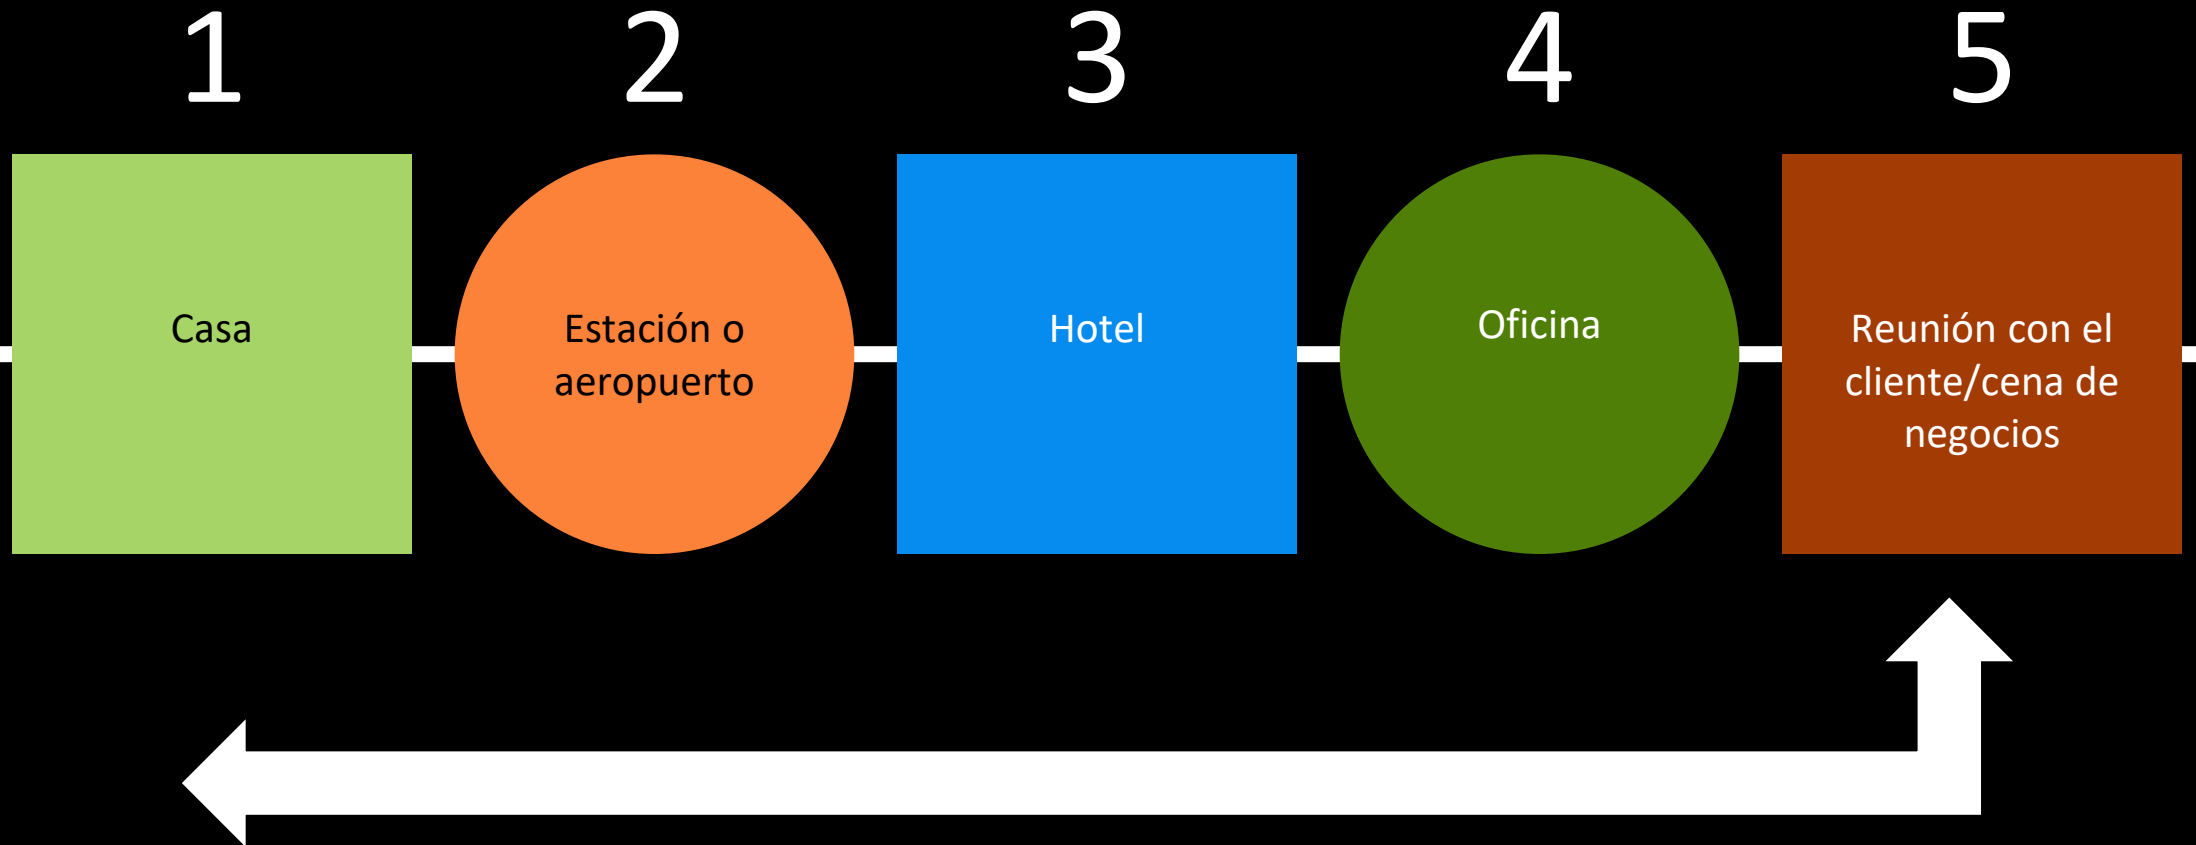 1
2
3
4
5
Casa
Estación o
aeropuerto
Hotel
Oficina
Reunión con el
cliente/cena de
negocios